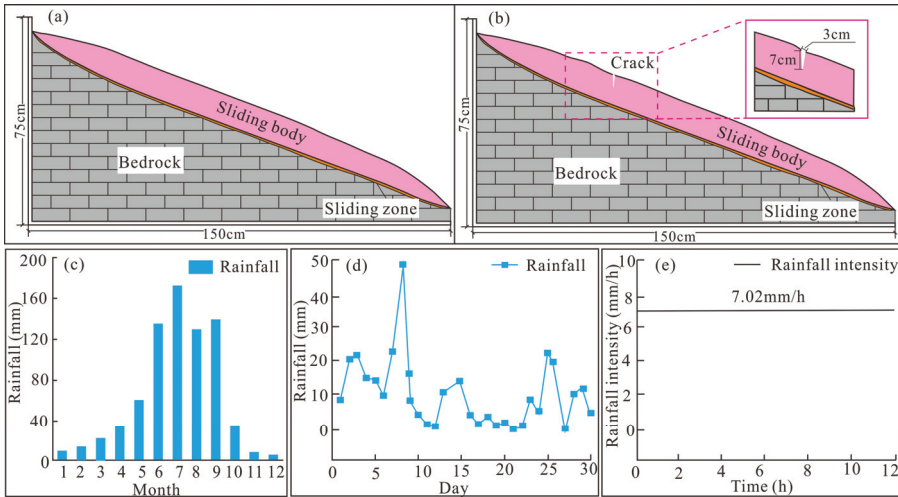 (a)
75cm
Sliding body
Bedrock
Sliding zone
150cm
(b)
75cm
Crack
3cm
7cm
Sliding body
Bedrock
Sliding zone
150cm
(c)
Rainfall
Rainfall (mm)
200
160
120
80
40
0
1 2 3 4 5 6 7 8 9 10 11 12
Month
(d)
Rainfall
Rainfall (mm)
50
40
30
20
10
0
0 5 10 15 20 25 30
Day
(e)
Rainfall intensity
7.02mm/h
Rainfall intensity (mm/h)
10
8
6
4
2
0
0 2 4 6 8 10 12
Time (h)